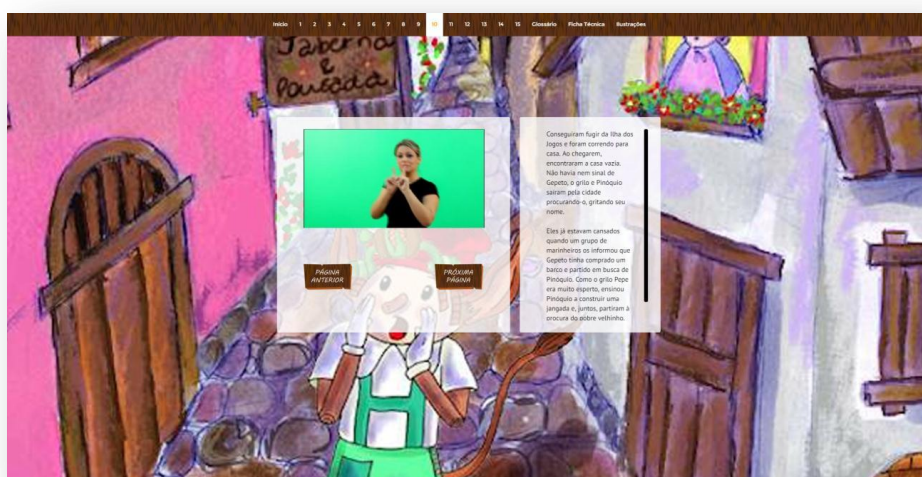 Início 1 2 3 4 5 6 7 8 9 10 11 12 13 14 15 Glossário Ficha Técnica Ilustrações
Taberna
e
Pousada
Conseguiram fugir da Ilha dos
Jogos e foram correndo para
casa. Ao chegarem,
encontraram a casa vazia.
Não havia nem sinal de
Gepeto, o grilo e Pinóquio
saíram pela cidade
procurando-o, gritando seu
nome.
Eles já estavam cansados
quando um grupo de
marinheiros os informou que
Gepeto tinha comprado um
barco e partido em busca de
Pinóquio. Como o grilo Pepe
era muito esperto, ensinou
Pinóquio a construir uma
jangada e, juntos, partiram à
procura do pobre velhinho.
PÁGINA
ANTERIOR
PRÓXIMA
PÁGINA